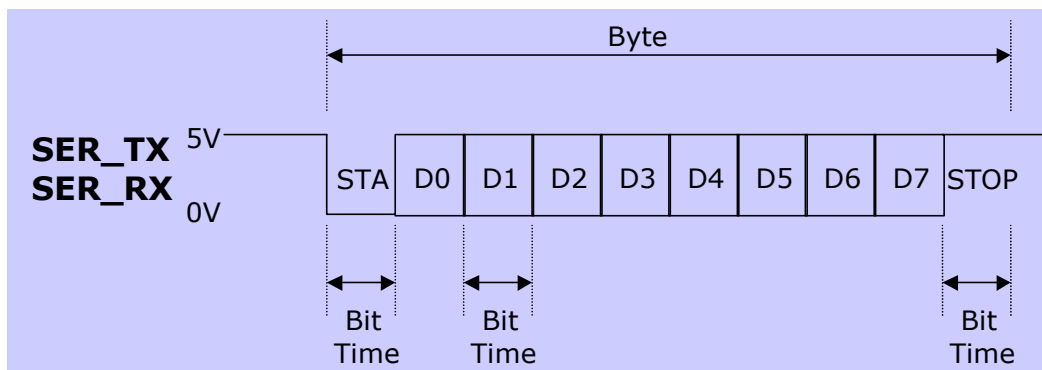 Byte
SER_TX
SER_RX
5V
0V
STA D0 D1 D2 D3 D4 D5 D6 D7 STOP
Bit Time
Bit Time
Bit Time